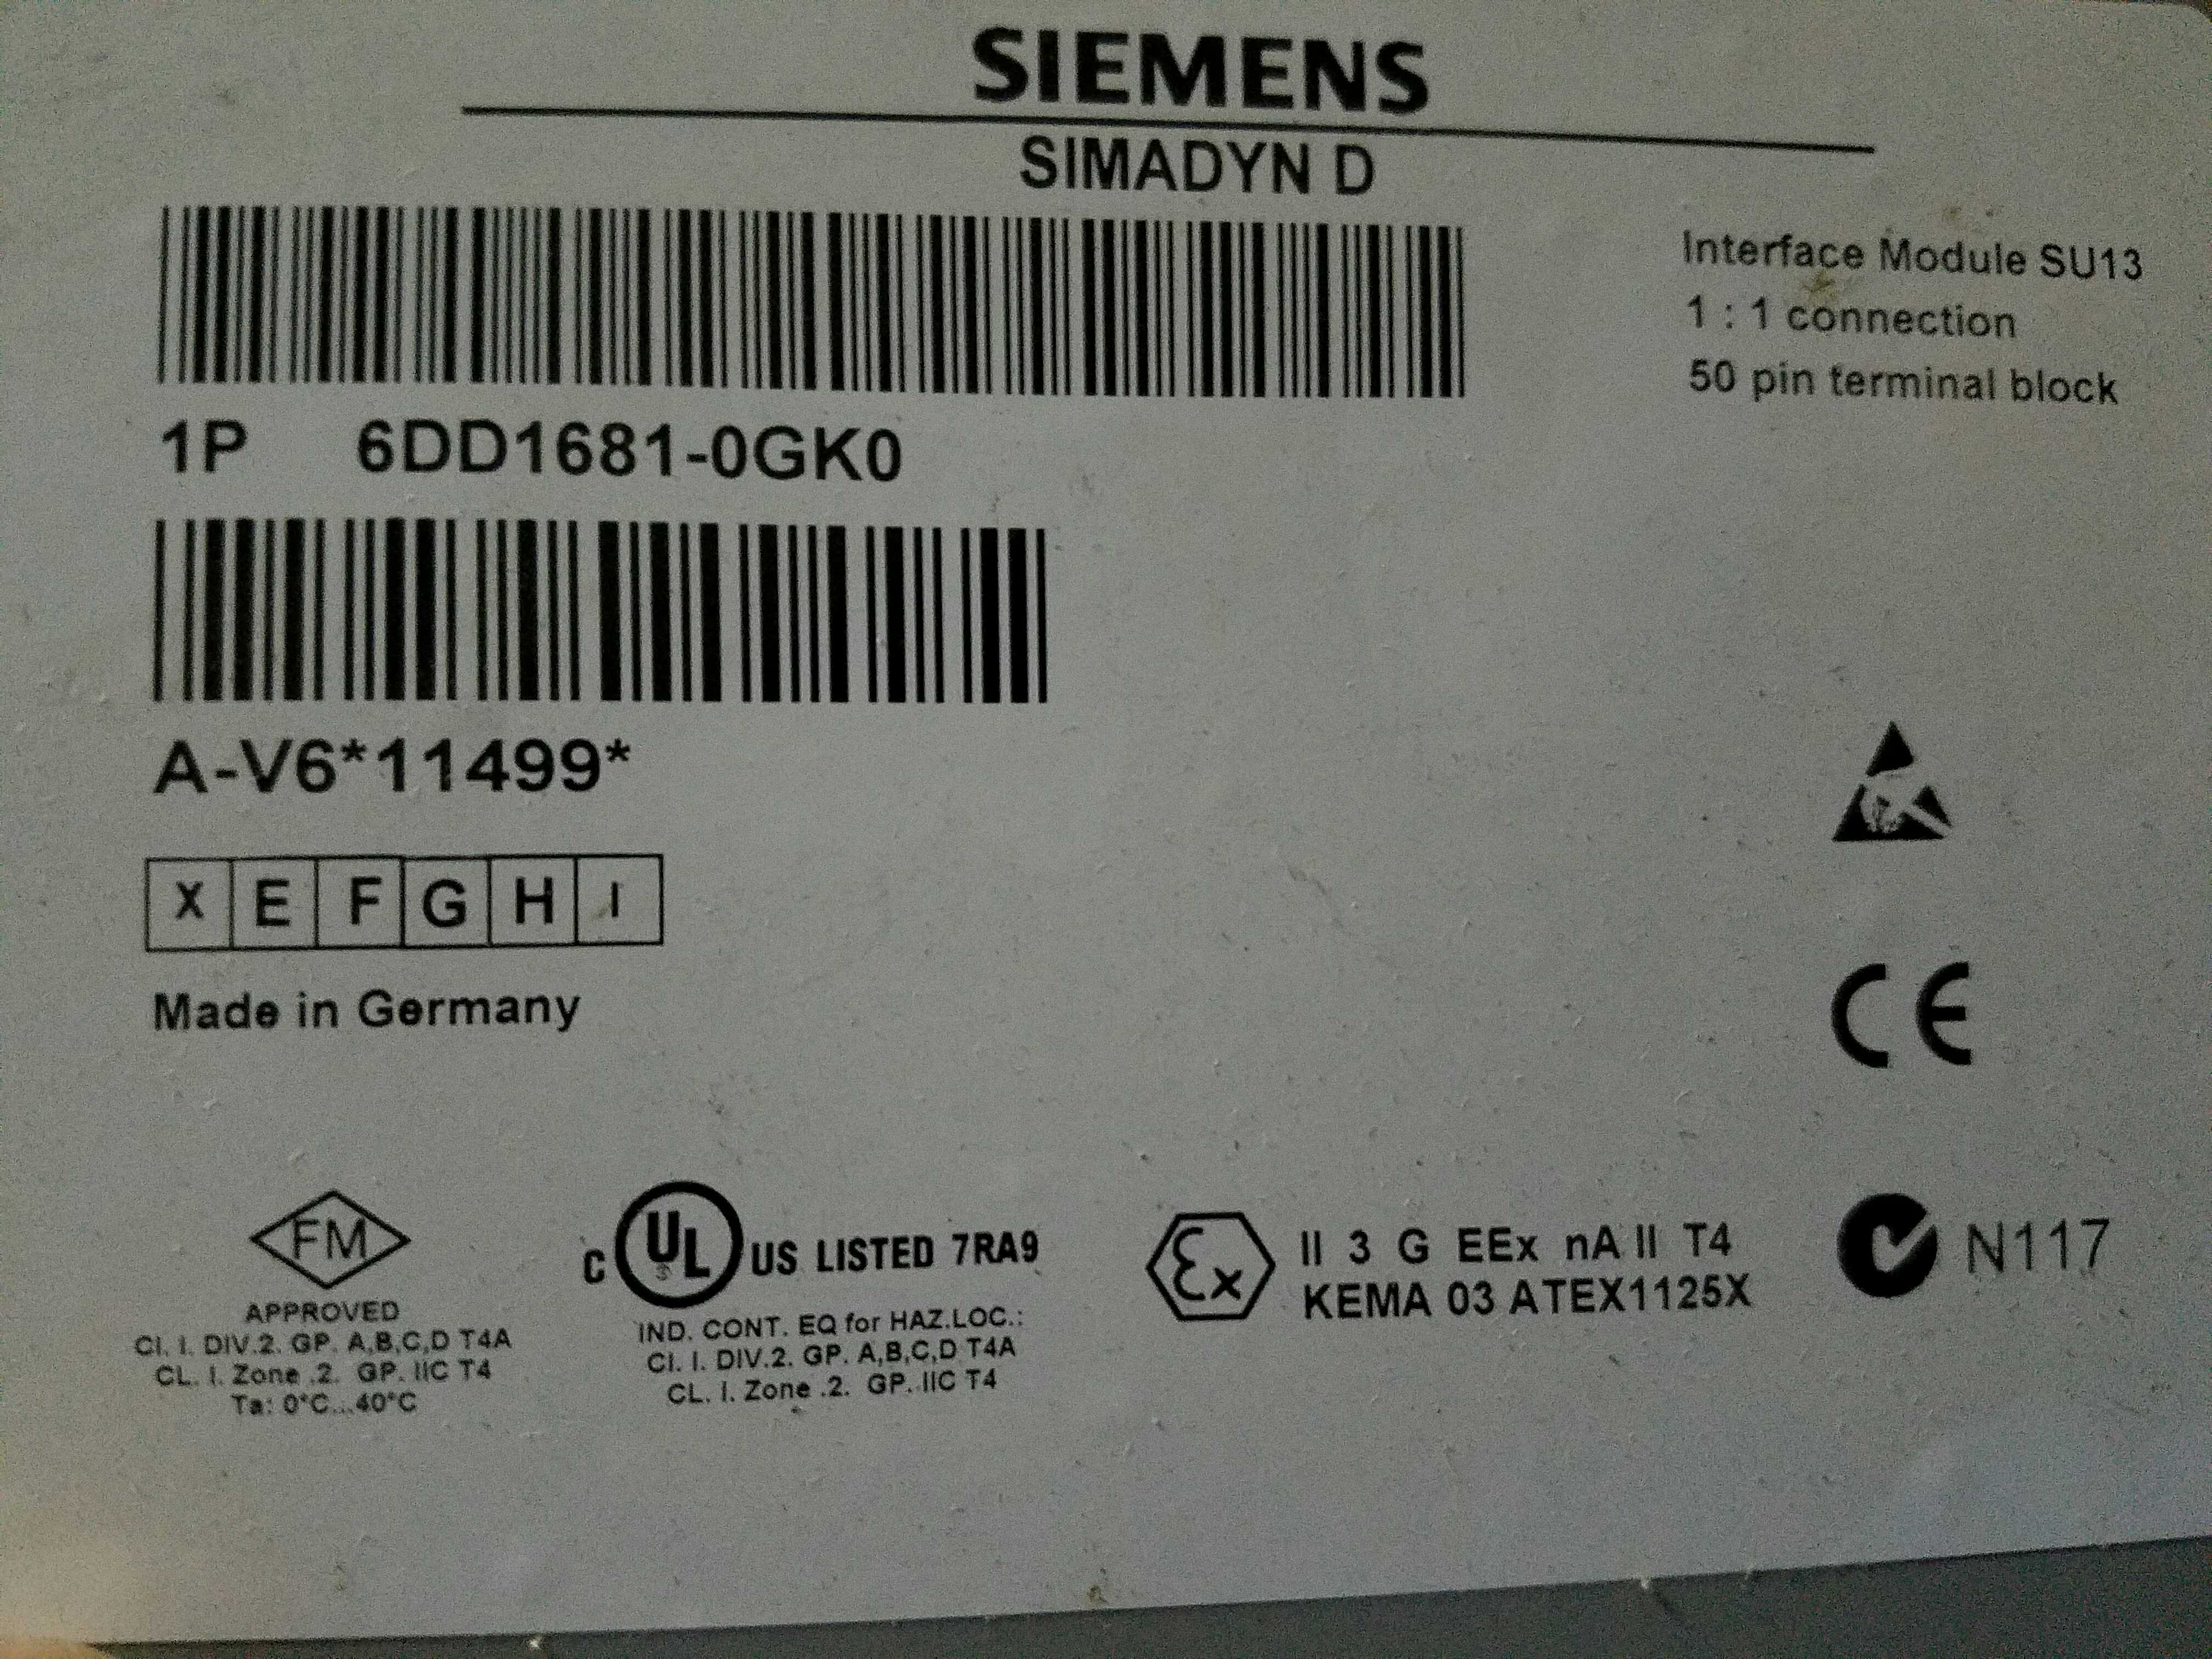 SIEMENS
SIMADYN D
Interface Module SU13
1 : 1 connection
50 pin terminal block
1P 6DD1681-0GK0
A-V6*11499*
X E F G H I
Made in Germany
CE
FM
APPROVED
Cl. I. DIV.2. GP. A,B,C,D T4A
CL. I. Zone .2. GP. IIC T4
Ta: 0°C...40°C
C UL US LISTED 7RA9
IND. CONT. EQ for HAZ.LOC.:
Cl. I. DIV.2. GP. A,B,C,D T4A
CL. I. Zone .2. GP. IIC T4
Ex II 3 G EEx nA II T4
KEMA 03 ATEX1125X
N117